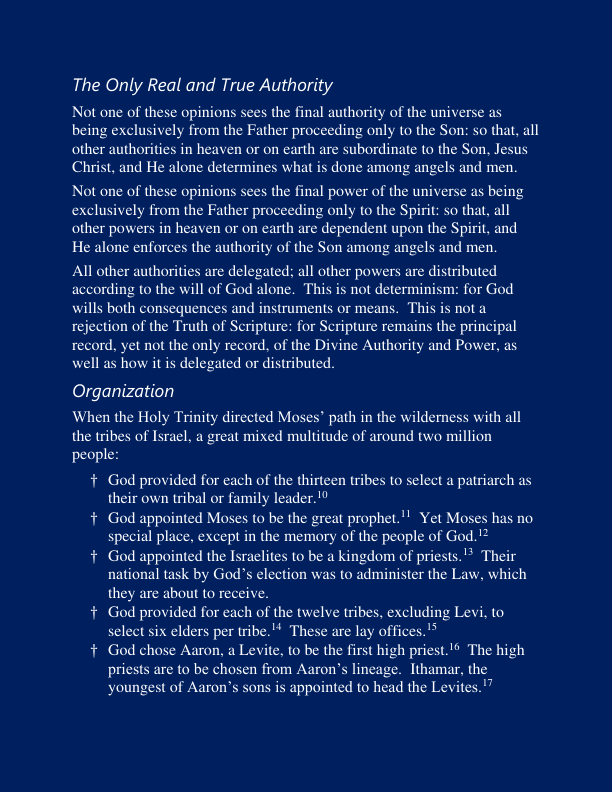 The Only Real and True Authority
Not one of these opinions sees the final authority of the universe as
being exclusively from the Father proceeding only to the Son: so that, all
other authorities in heaven or on earth are subordinate to the Son, Jesus
Christ, and He alone determines what is done among angels and men.
Not one of these opinions sees the final power of the universe as being
exclusively from the Father proceeding only to the Spirit: so that, all
other powers in heaven or on earth are dependent upon the Spirit, and
He alone enforces the authority of the Son among angels and men.
All other authorities are delegated; all other powers are distributed
according to the will of God alone.  This is not determinism: for God
wills both consequences and instruments or means.  This is not a
rejection of the Truth of Scripture: for Scripture remains the principal
record, yet not the only record, of the Divine Authority and Power, as
well as how it is delegated or distributed.
Organization
When the Holy Trinity directed Moses’ path in the wilderness with all
the tribes of Israel, a great mixed multitude of around two million
people:
† God provided for each of the thirteen tribes to select a patriarch as
their own tribal or family leader.10
† God appointed Moses to be the great prophet.11  Yet Moses has no
special place, except in the memory of the people of God.12
† God appointed the Israelites to be a kingdom of priests.13  Their
national task by God’s election was to administer the Law, which
they are about to receive.
† God provided for each of the twelve tribes, excluding Levi, to
select six elders per tribe.14  These are lay offices.15
† God chose Aaron, a Levite, to be the first high priest.16  The high
priests are to be chosen from Aaron’s lineage.  Ithamar, the
youngest of Aaron’s sons is appointed to head the Levites.17